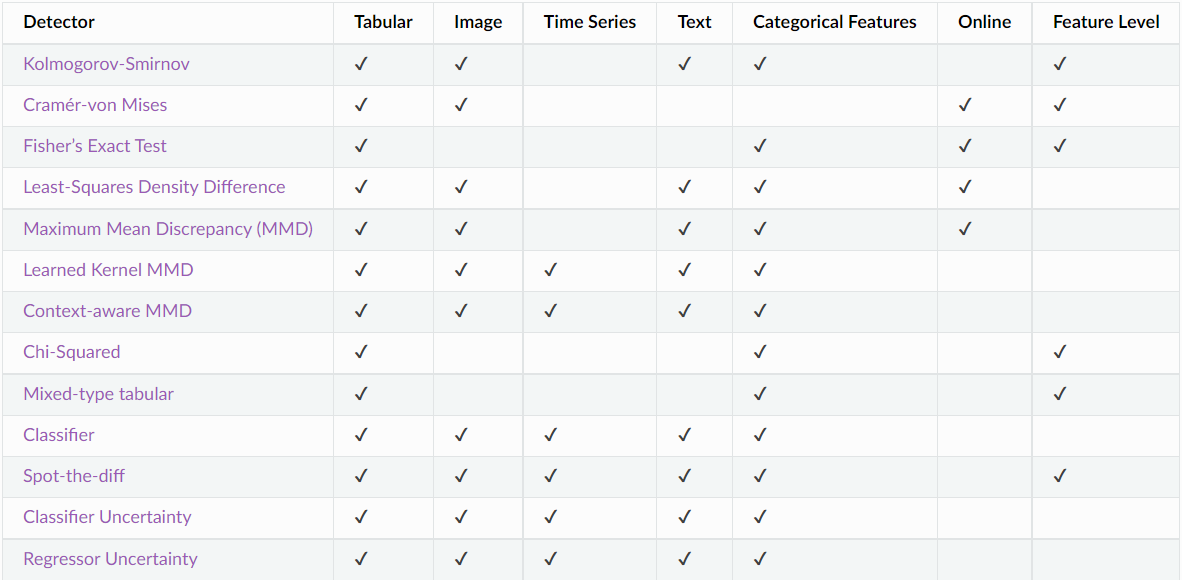 Detector Tabular Image Time Series Text Categorical Features Online Feature Level
Kolmogorov-Smirnov ✓ ✓ ✓ ✓ ✓
Cramér-von Mises ✓ ✓ ✓ ✓
Fisher’s Exact Test ✓ ✓ ✓ ✓
Least-Squares Density Difference ✓ ✓ ✓ ✓ ✓
Maximum Mean Discrepancy (MMD) ✓ ✓ ✓ ✓ ✓
Learned Kernel MMD ✓ ✓ ✓ ✓ ✓
Context-aware MMD ✓ ✓ ✓ ✓ ✓
Chi-Squared ✓ ✓ ✓
Mixed-type tabular ✓ ✓ ✓
Classifier ✓ ✓ ✓ ✓ ✓
Spot-the-diff ✓ ✓ ✓ ✓ ✓ ✓
Classifier Uncertainty ✓ ✓ ✓ ✓ ✓
Regressor Uncertainty ✓ ✓ ✓ ✓ ✓